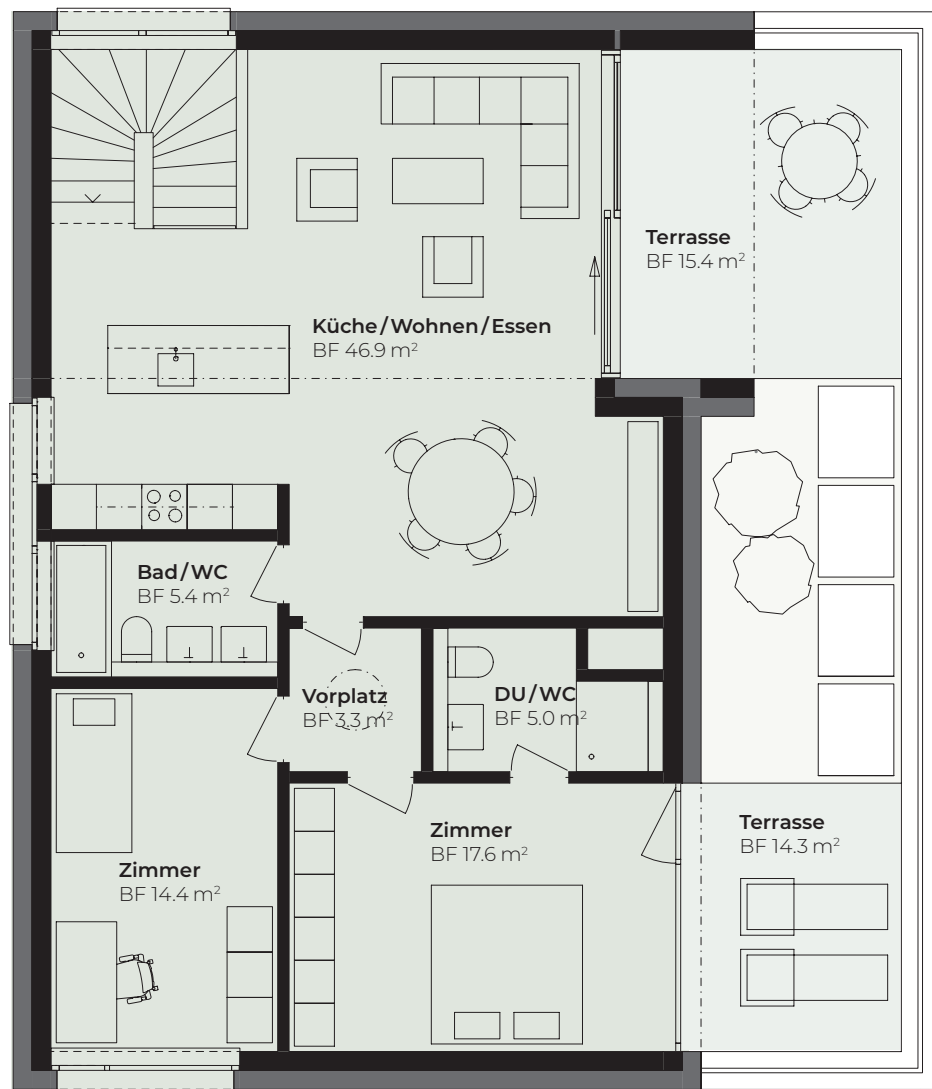 Terrasse
BF 15.4 m²
Küche/Wohnen/Essen
BF 46.9 m²
Bad/WC
BF 5.4 m²
Vorplatz
BF 3.3 m²
DU/WC
BF 5.0 m²
Zimmer
BF 14.4 m²
Zimmer
BF 17.6 m²
Terrasse
BF 14.3 m²